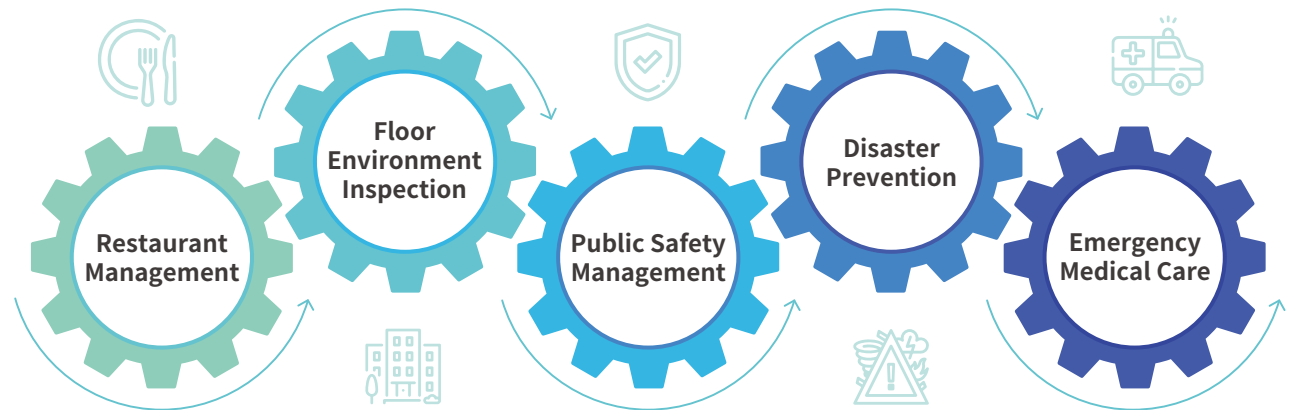 Restaurant
Management
Floor
Environment
Inspection
Public Safety
Management
Disaster
Prevention
Emergency
Medical Care